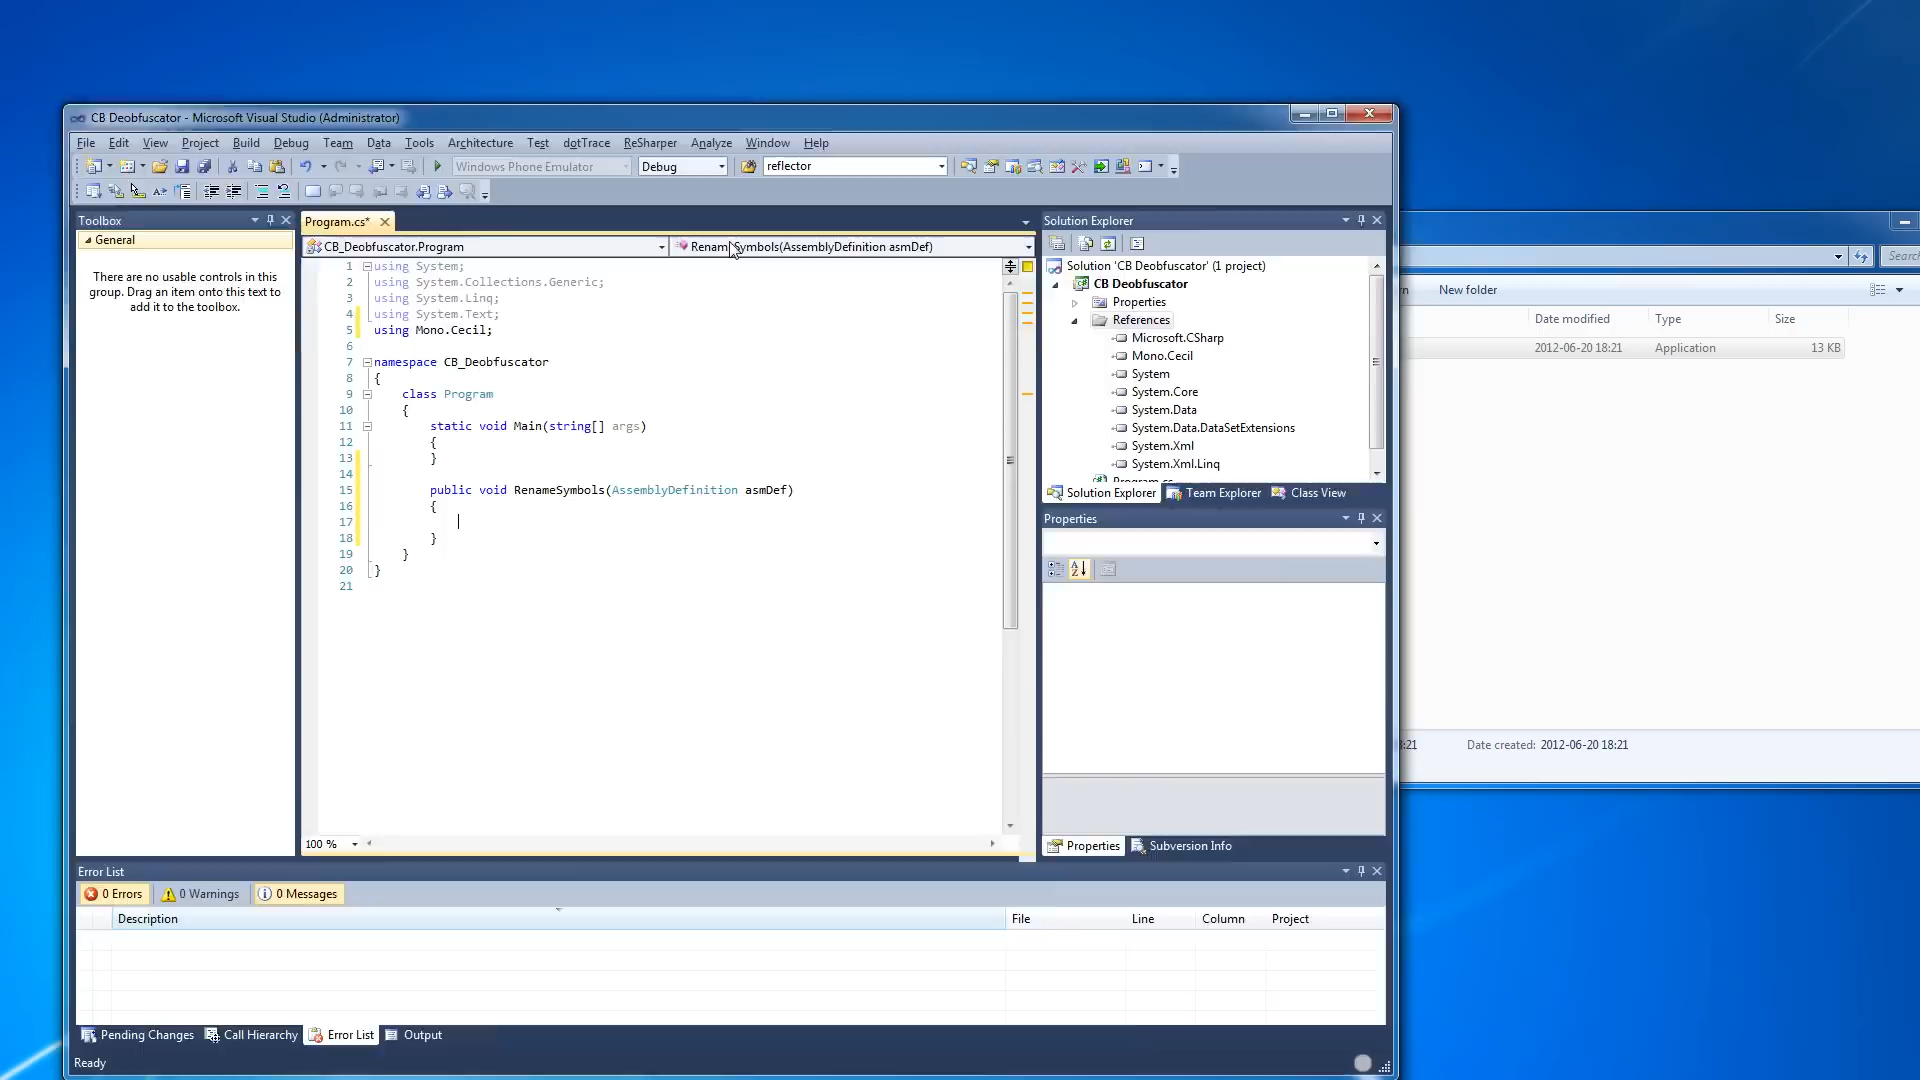 CB Deobfuscator - Microsoft Visual Studio (Administrator)
File Edit View Project Build Debug Team Data Tools Architecture Test dotTrace ReSharper Analyze Window Help
Windows Phone Emulator Debug reflector
Toolbox
General
There are no usable controls in this
group. Drag an item onto this text to
add it to the toolbox.
Program.cs*
CB_Deobfuscator.Program
RenameSymbols(AssemblyDefinition asmDef)
1 using System;
2 using System.Collections.Generic;
3 using System.Linq;
4 using System.Text;
5 using Mono.Cecil;
6
7 namespace CB_Deobfuscator
8 {
9 class Program
10 {
11 static void Main(string[] args)
12 {
13 }
14
15 public void RenameSymbols(AssemblyDefinition asmDef)
16 {
17
18 }
19 }
20 }
21
100 %
Solution Explorer
Solution 'CB Deobfuscator' (1 project)
CB Deobfuscator
Properties
References
Microsoft.CSharp
Mono.Cecil
System
System.Core
System.Data
System.Data.DataSetExtensions
System.Xml
System.Xml.Linq
Solution Explorer Team Explorer Class View
Properties
Properties Subversion Info
Error List
0 Errors 0 Warnings 0 Messages
Description File Line Column Project
Pending Changes Call Hierarchy Error List Output
Ready
Search
New folder
Date modified Type Size
2012-06-20 18:21 Application 13 KB
Date created: 2012-06-20 18:21